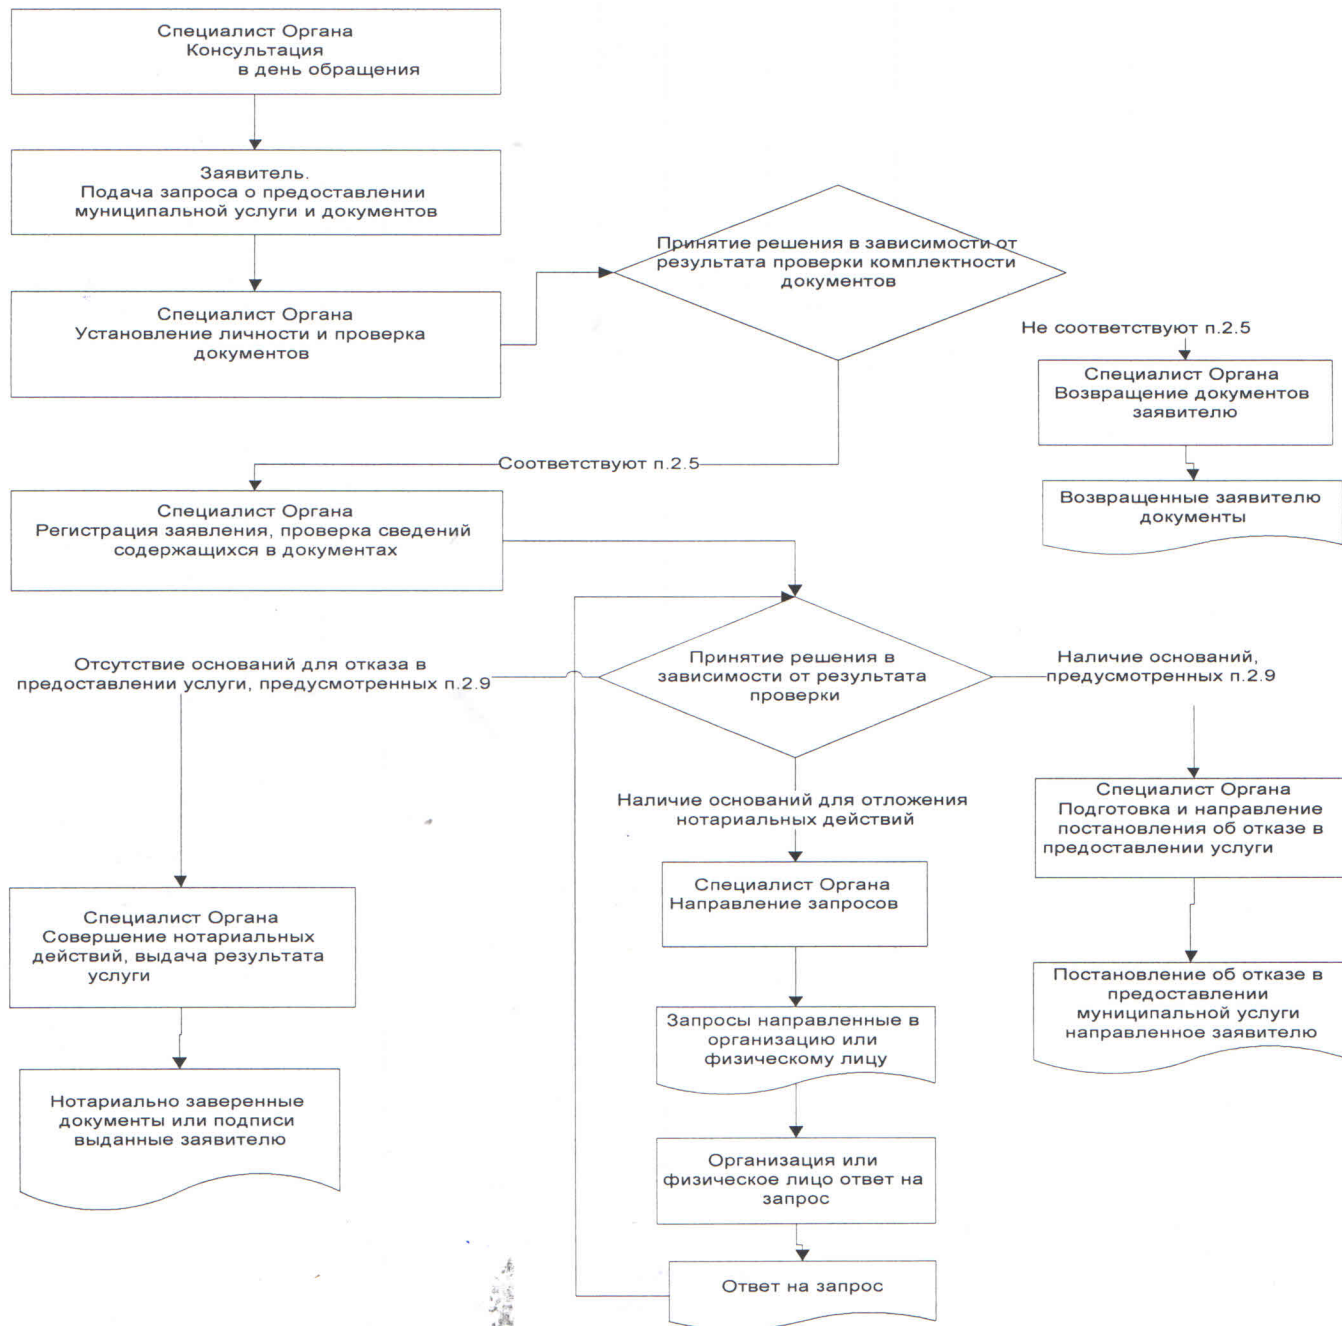 Специалист Органа
Консультация
в день обращения
Заявитель.
Подача запроса о предоставлении
муниципальной услуги и документов
Специалист Органа
Установление личности и проверка
документов
Принятие решения в зависимости от
результата проверки комплектности
документов
Не соответствуют п.2.5
Специалист Органа
Возвращение документов
заявителю
Возвращенные заявителю
документы
Соответствуют п.2.5
Специалист Органа
Регистрация заявления, проверка сведений
содержащихся в документах
Принятие решения в
зависимости от результата
проверки
Отсутствие оснований для отказа в
предоставлении услуги, предусмотренных п.2.9
Наличие оснований,
предусмотренных п.2.9
Наличие оснований для отложения
нотариальных действий
Специалист Органа
Подготовка и направление
постановления об отказе в
предоставлении услуги
Специалист Органа
Направление запросов
Специалист Органа
Совершение нотариальных
действий, выдача результата
услуги
Постановление об отказе в
предоставлении
муниципальной услуги
направленное заявителю
Запросы направленные в
организацию или
физическому лицу
Нотариально заверенные
документы или подписи
выданные заявителю
Организация или
физическое лицо ответ на
запрос
Ответ на запрос